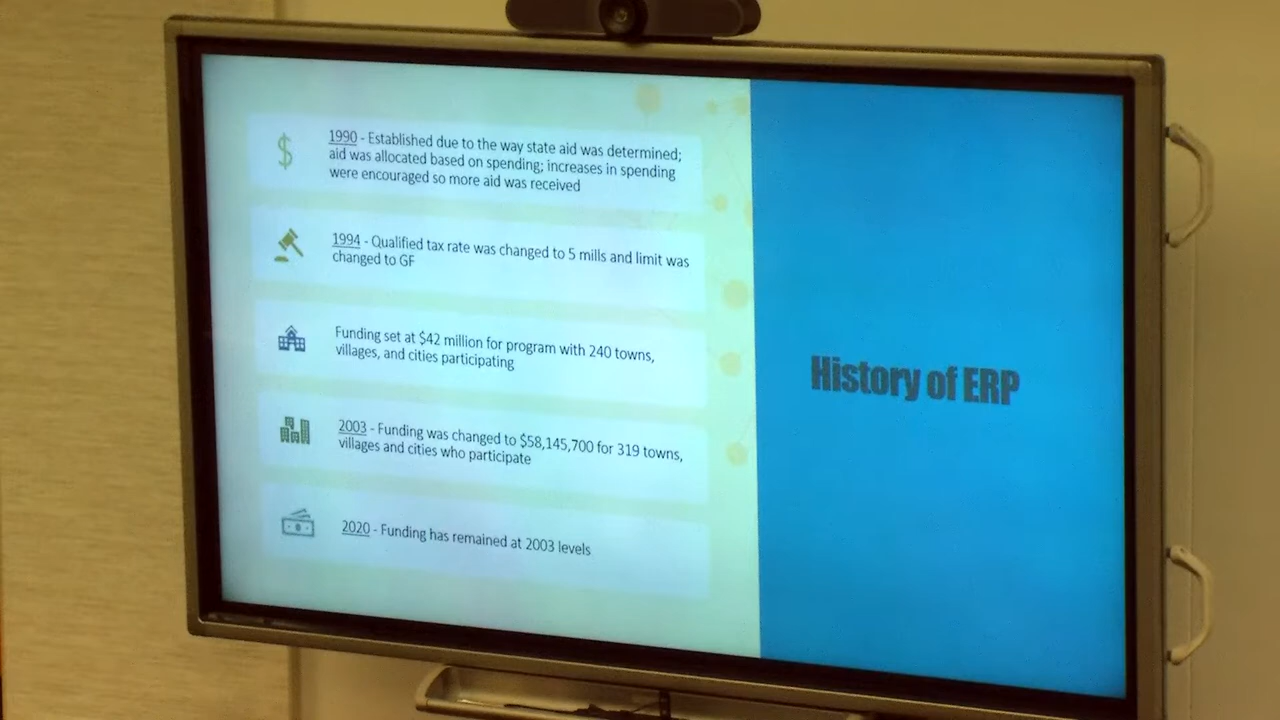 1990 - Established due to the way state aid was determined;
aid was allocated based on spending; increases in spending
were encouraged so more aid was received
1994 - Qualified tax rate was changed to 5 mills and limit was
changed to GF
Funding set at $42 million for program with 240 towns,
villages, and cities participating
2003 - Funding was changed to $58,145,700 for 319 towns,
villages and cities who participate
2020 - Funding has remained at 2003 levels
History of ERP